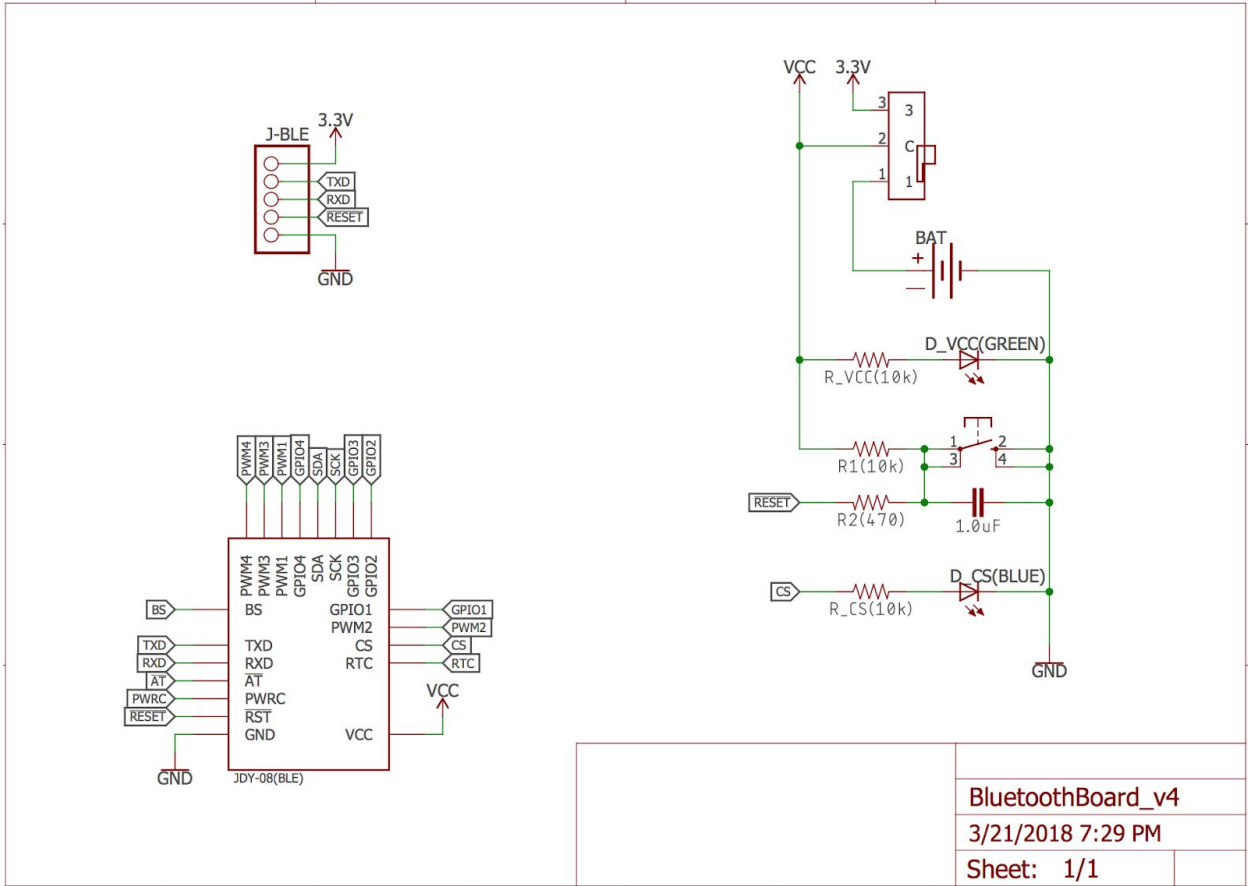 J-BLE
3.3V
TXD
RXD
RESET
GND
VCC
3.3V
3
3
2
C
1
1
BAT
+
D_VCC(GREEN)
R_VCC(10k)
1
2
3
4
R1(10k)
RESET
R2(470)
1.0uF
CS
D_CS(BLUE)
R_CS(10k)
GND
PWM4
PWM3
PWM1
GPIO4
SDA
SCK
GPIO3
GPIO2
PWM4
PWM3
PWM1
GPIO4
SDA
SCK
GPIO3
GPIO2
BS
BS
GPIO1
GPIO1
PWM2
PWM2
TXD
TXD
CS
CS
RXD
RXD
RTC
RTC
AT
AT
PWRC
PWRC
RESET
RST
GND
VCC
VCC
GND
JDY-08(BLE)
BluetoothBoard_v4
3/21/2018 7:29 PM
Sheet: 1/1